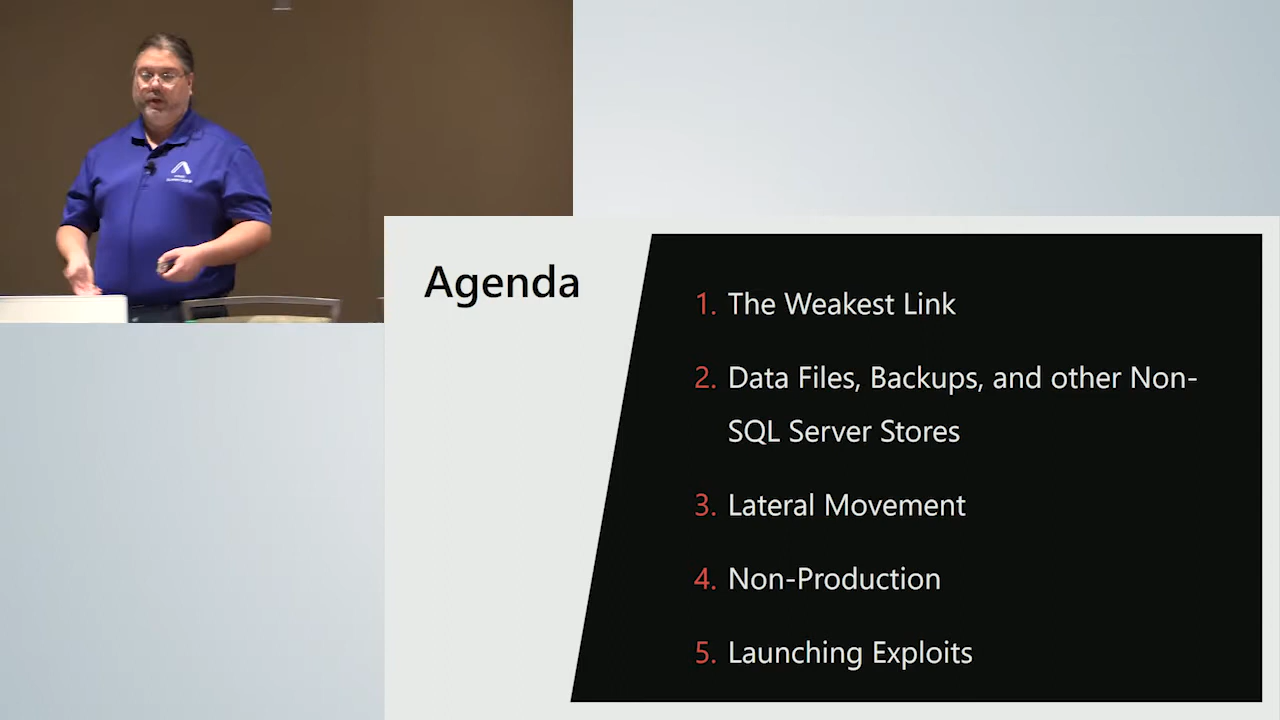 Agenda
1. The Weakest Link
2. Data Files, Backups, and other Non-
SQL Server Stores
3. Lateral Movement
4. Non-Production
5. Launching Exploits